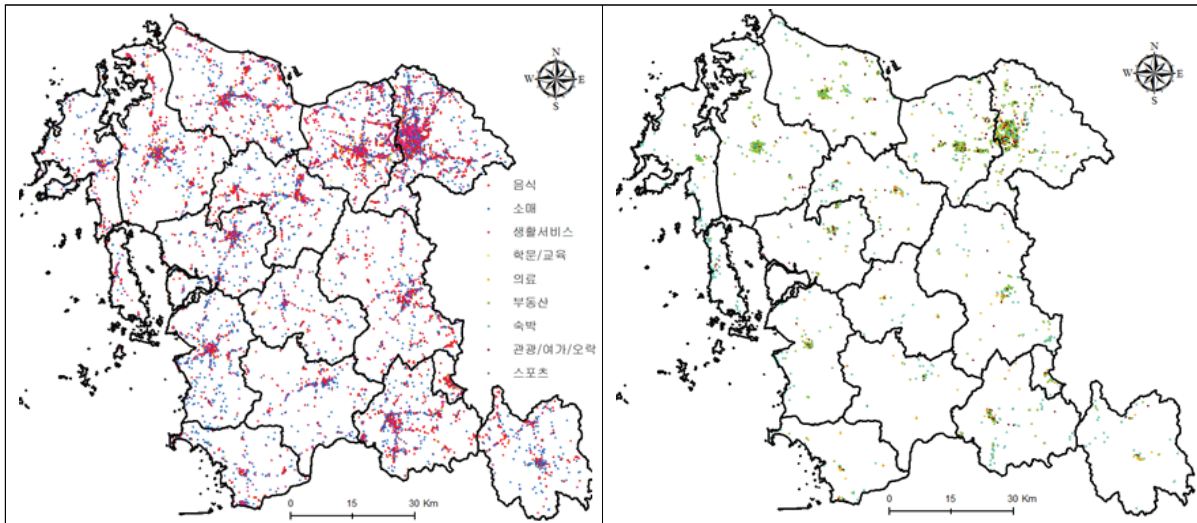 N
W E
S
음식
소매
생활서비스
학문/교육
의료
부동산
숙박
관광/여가/오락
스포츠
0 15 30 Km
N
W E
S
0 15 30 Km